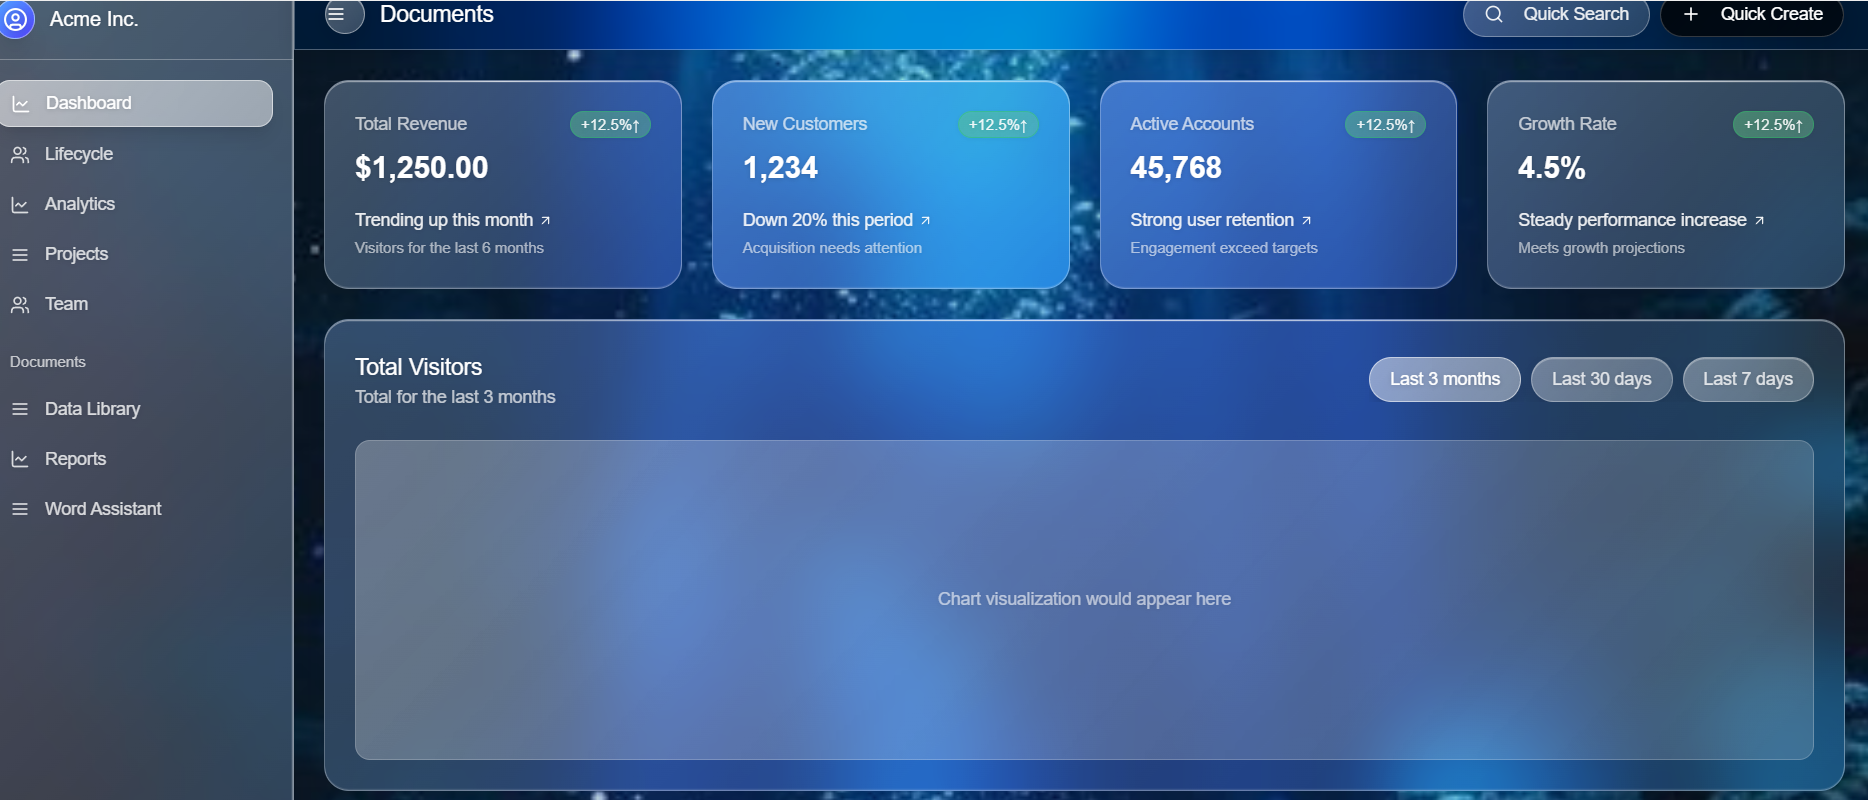 Acme Inc.
Documents
Quick Search
Quick Create
Dashboard
Lifecycle
Analytics
Projects
Team
Documents
Data Library
Reports
Word Assistant
Total Revenue
+12.5%↑
$1,250.00
Trending up this month
Visitors for the last 6 months
New Customers
+12.5%↑
1,234
Down 20% this period
Acquisition needs attention
Active Accounts
+12.5%↑
45,768
Strong user retention
Engagement exceed targets
Growth Rate
+12.5%↑
4.5%
Steady performance increase
Meets growth projections
Total Visitors
Total for the last 3 months
Last 3 months
Last 30 days
Last 7 days
Chart visualization would appear here